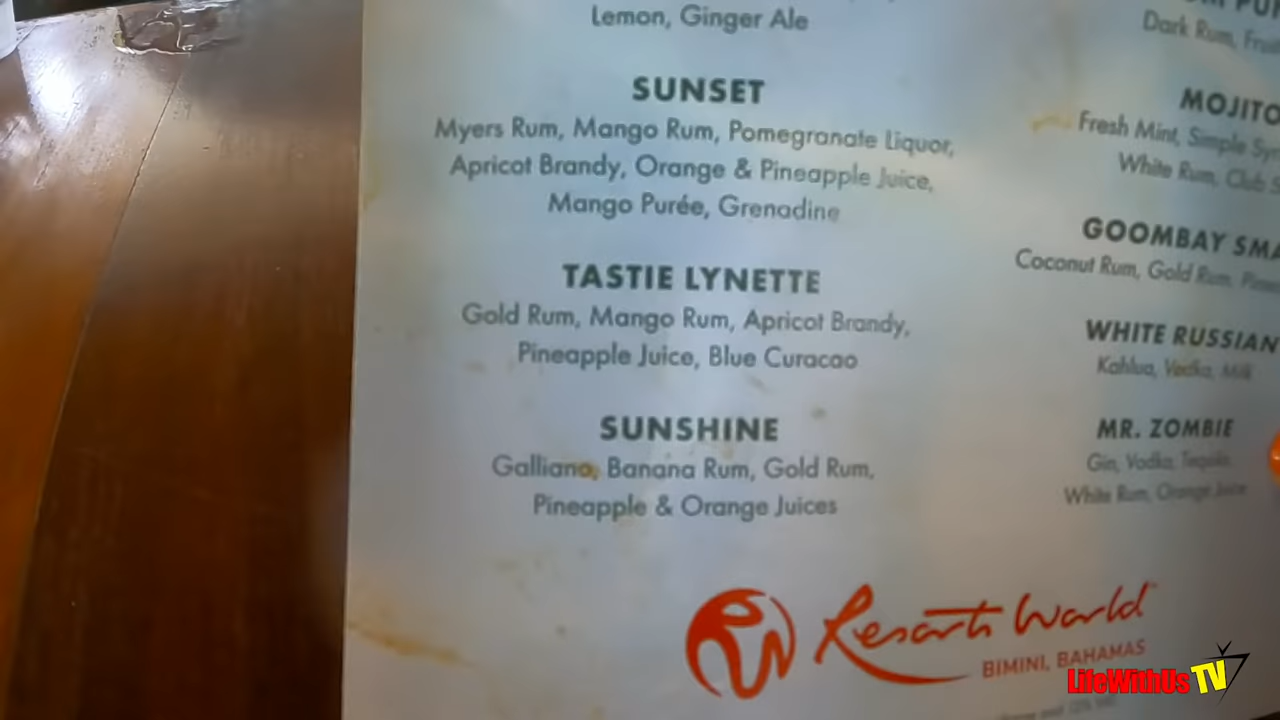 Lemon, Ginger Ale
SUNSET
Myers Rum, Mango Rum, Pomegranate Liquor,
Apricot Brandy, Orange & Pineapple Juice,
Mango Purée, Grenadine
TASTIE LYNETTE
Gold Rum, Mango Rum, Apricot Brandy,
Pineapple Juice, Blue Curacao
SUNSHINE
Galliano, Banana Rum, Gold Rum,
Pineapple & Orange Juices
Dark Rum,
MOJITO
Fresh Mint, Simple
White Rum, Club
GOOMBAY
Coconut Rum, Gold Rum,
WHITE RUSSIAN
Kahlua, Vodka, Milk
MR. ZOMBIE
Gin, Vodka, Tequila
White Rum, Orange Juice
Resorts World
BIMINI, BAHAMAS
LifeWithUs TV